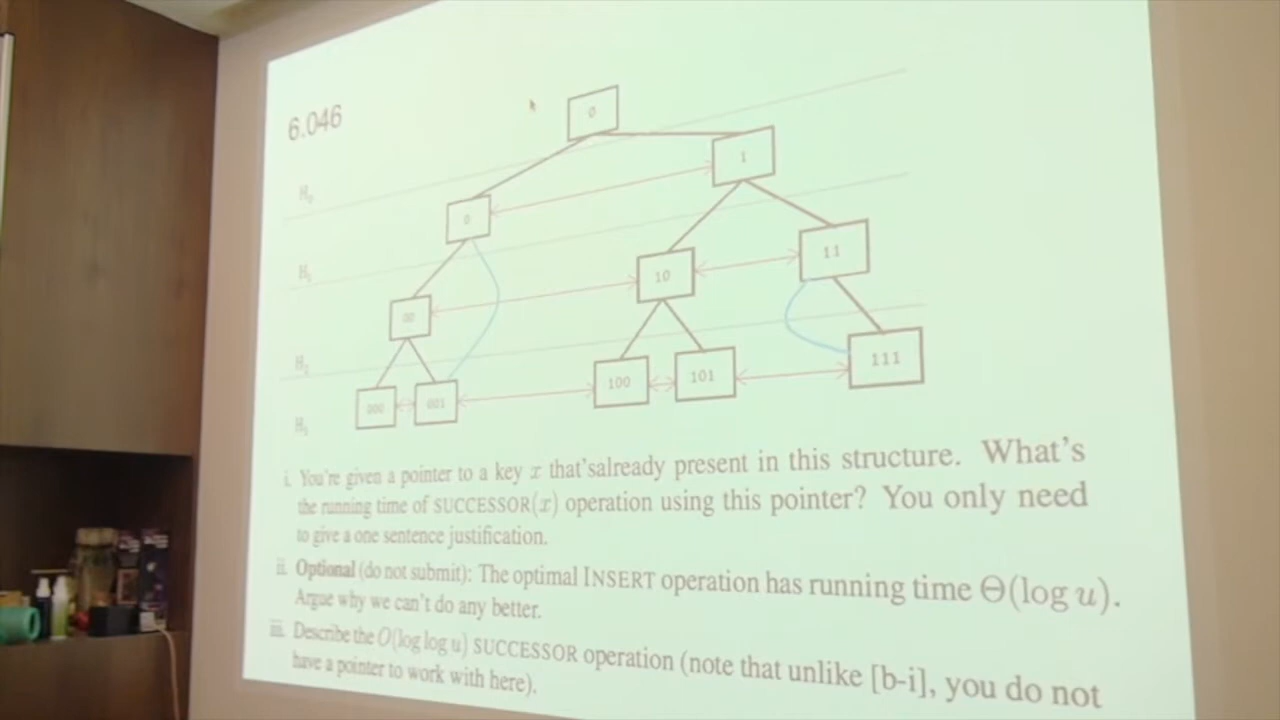 6.046
0
1
H₀
0
11
H₁
10
00
111
H₂
100
101
000
001
H₃
i. You're given a pointer to a key x that'salready present in this structure. What's
the running time of SUCCESSOR(x) operation using this pointer? You only need
to give a one sentence justification.
ii. Optional (do not submit): The optimal INSERT operation has running time Θ(log u).
Argue why we can't do any better.
iii. Describe the O(log log u) SUCCESSOR operation (note that unlike [b-i], you do not
have a pointer to work with here).